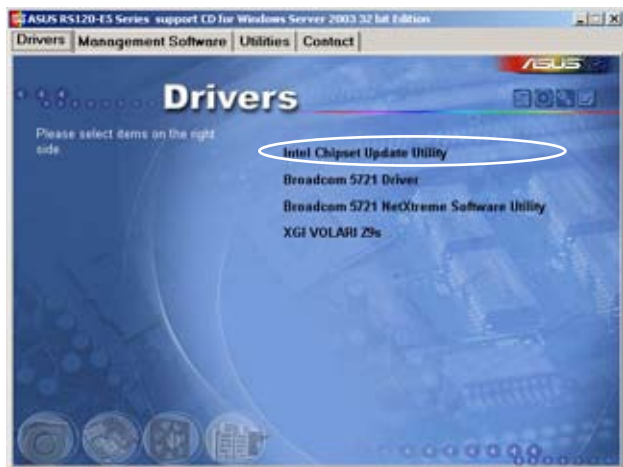 ASUS RS120-E5 Series support CD for Windows Server 2003 32 bit Edition
Drivers Management Software Utilities Contact
ASUS
Drivers
Please select items on the right
side.
Intel Chipset Update Utility
Broadcom 5721 Driver
Broadcom 5721 NetXtreme Software Utility
XGI VOLARI Z9s